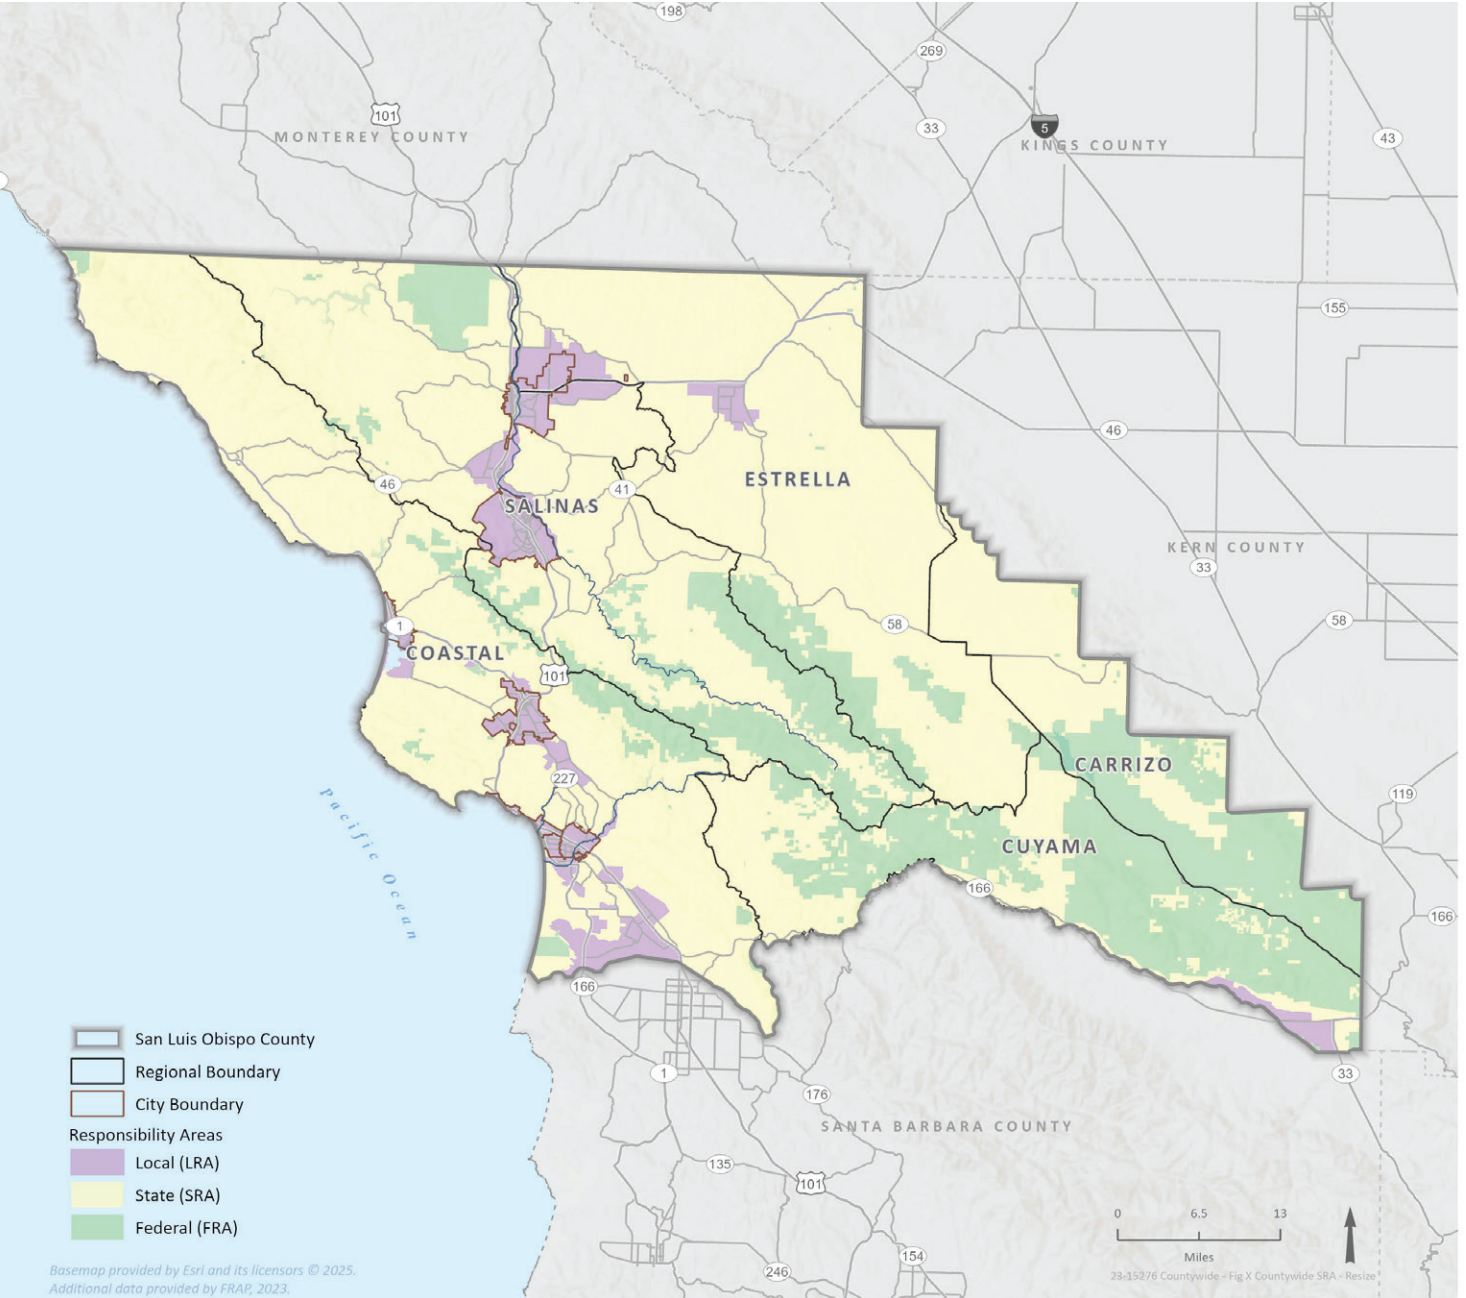 198
269
101
MONTEREY COUNTY
33
5
KINGS COUNTY
43
155
46
ESTRELLA
46
41
SALINAS
KERN COUNTY
33
58
58
1
COASTAL
101
CARRIZO
227
119
Pacific Ocean
CUYAMA
166
166
166
San Luis Obispo County
Regional Boundary
City Boundary
Responsibility Areas
Local (LRA)
State (SRA)
Federal (FRA)
1
33
176
SANTA BARBARA COUNTY
135
101
0 6.5 13
Miles
154
246
Basemap provided by Esri and its licensors © 2025.
Additional data provided by FRAP, 2023.
23-15276 Countywide - Fig X Countywide SRA - Resize